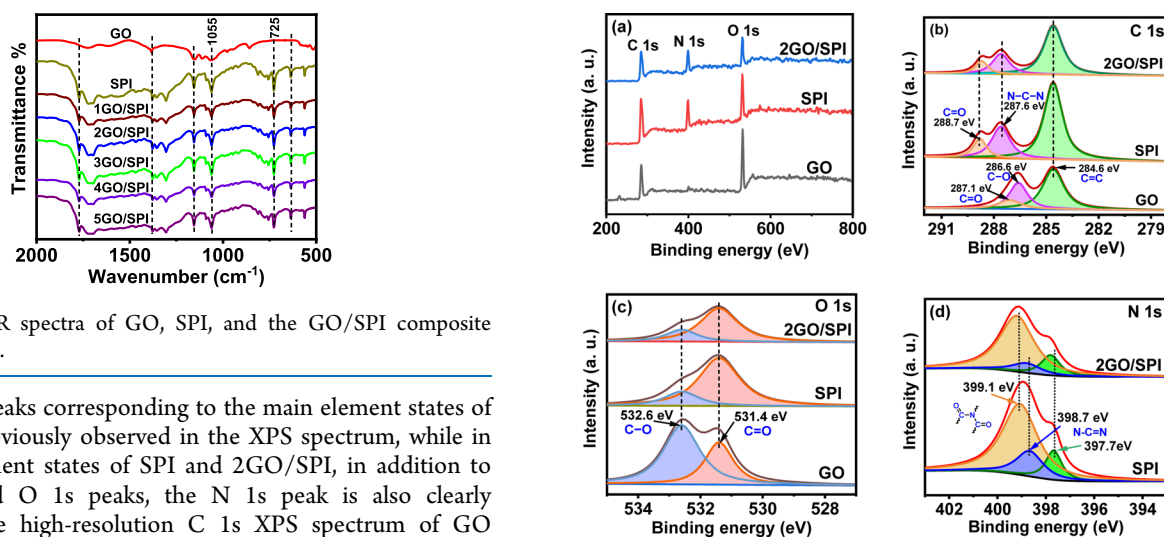 GO
1055
725
SPI
1GO/SPI
2GO/SPI
3GO/SPI
4GO/SPI
5GO/SPI
Transmittance %
2000 1500 1000 500
Wavenumber (cm-1)
R spectra of GO, SPI, and the GO/SPI composite
.
eaks corresponding to the main element states of
viously observed in the XPS spectrum, while in
ent states of SPI and 2GO/SPI, in addition to
d O 1s peaks, the N 1s peak is also clearly
e high-resolution C 1s XPS spectrum of GO
(a)
C 1s N 1s O 1s
2GO/SPI
SPI
GO
Intensity (a. u.)
200 300 400 500 600 700 800
Binding energy (eV)
(b) C 1s
2GO/SPI
N-C-N
287.6 eV
C=O
288.7 eV
SPI
286.6 eV
C-O
287.1 eV
C=O
284.6 eV
C=C
GO
Intensity (a. u.)
291 288 285 282 279
Binding energy (eV)
(c) O 1s
2GO/SPI
SPI
532.6 eV
C-O
531.4 eV
C=O
GO
Intensity (a. u.)
534 532 530 528
Binding energy (eV)
(d) N 1s
2GO/SPI
399.1 eV
O
C N C
O
398.7 eV
N-C=N
397.7eV
SPI
Intensity (a. u.)
402 400 398 396 394
Binding energy (eV)